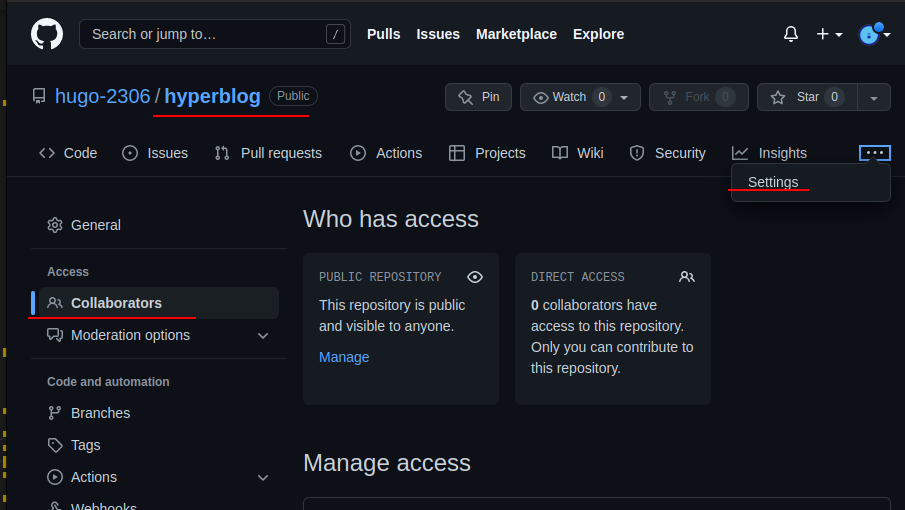 Search or jump to… /
Pulls Issues Marketplace Explore
hugo-2306 / hyperblog Public
Pin Watch 0 Fork 0 Star 0
Code Issues Pull requests Actions Projects Wiki Security Insights
Settings
General
Access
Collaborators
Moderation options
Code and automation
Branches
Tags
Actions
Webhooks
Who has access
PUBLIC REPOSITORY
This repository is public
and visible to anyone.
Manage
DIRECT ACCESS
0 collaborators have
access to this repository.
Only you can contribute to
this repository.
Manage access